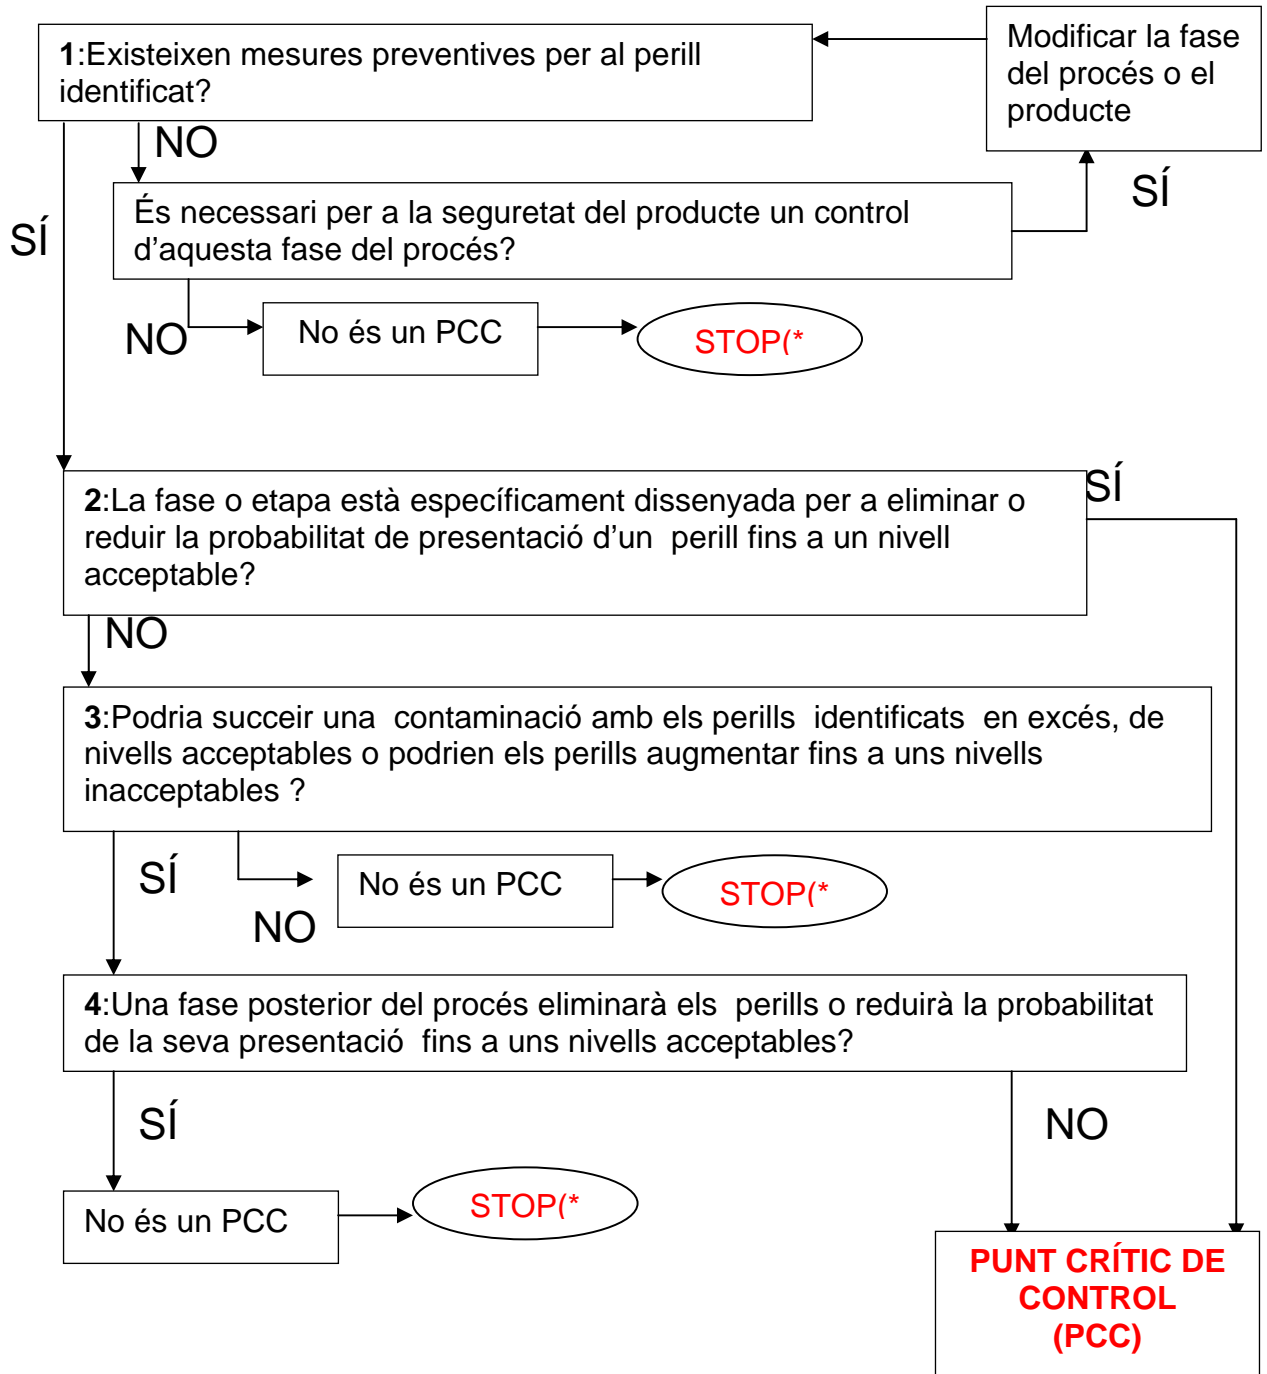 1:Existeixen mesures preventives per al perill
identificat?
Modificar la fase
del procés o el
producte
NO
SÍ
És necessari per a la seguretat del producte un control
d’aquesta fase del procés?
SÍ
NO
No és un PCC
STOP(*
2:La fase o etapa està específicament dissenyada per a eliminar o
reduir la probabilitat de presentació d’un perill fins a un nivell
acceptable?
SÍ
NO
3:Podria succeir una contaminació amb els perills identificats en excés, de
nivells acceptables o podrien els perills augmentar fins a uns nivells
inacceptables ?
SÍ
NO
No és un PCC
STOP(*
4:Una fase posterior del procés eliminarà els perills o reduirà la probabilitat
de la seva presentació fins a uns nivells acceptables?
SÍ
NO
No és un PCC
STOP(*
PUNT CRÍTIC DE
CONTROL
(PCC)